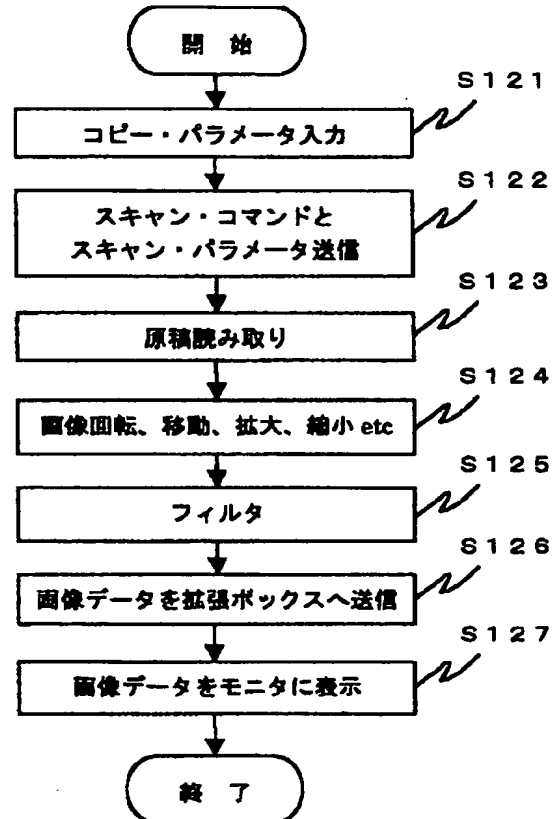 開 始
S121
コピー・パラメータ入力
S122
スキャン・コマンドと
スキャン・パラメータ送信
S123
原稿読み取り
S124
画像回転、移動、拡大、縮小 etc
S125
フィルタ
S126
画像データを拡張ボックスへ送信
S127
画像データをモニタに表示
終 了